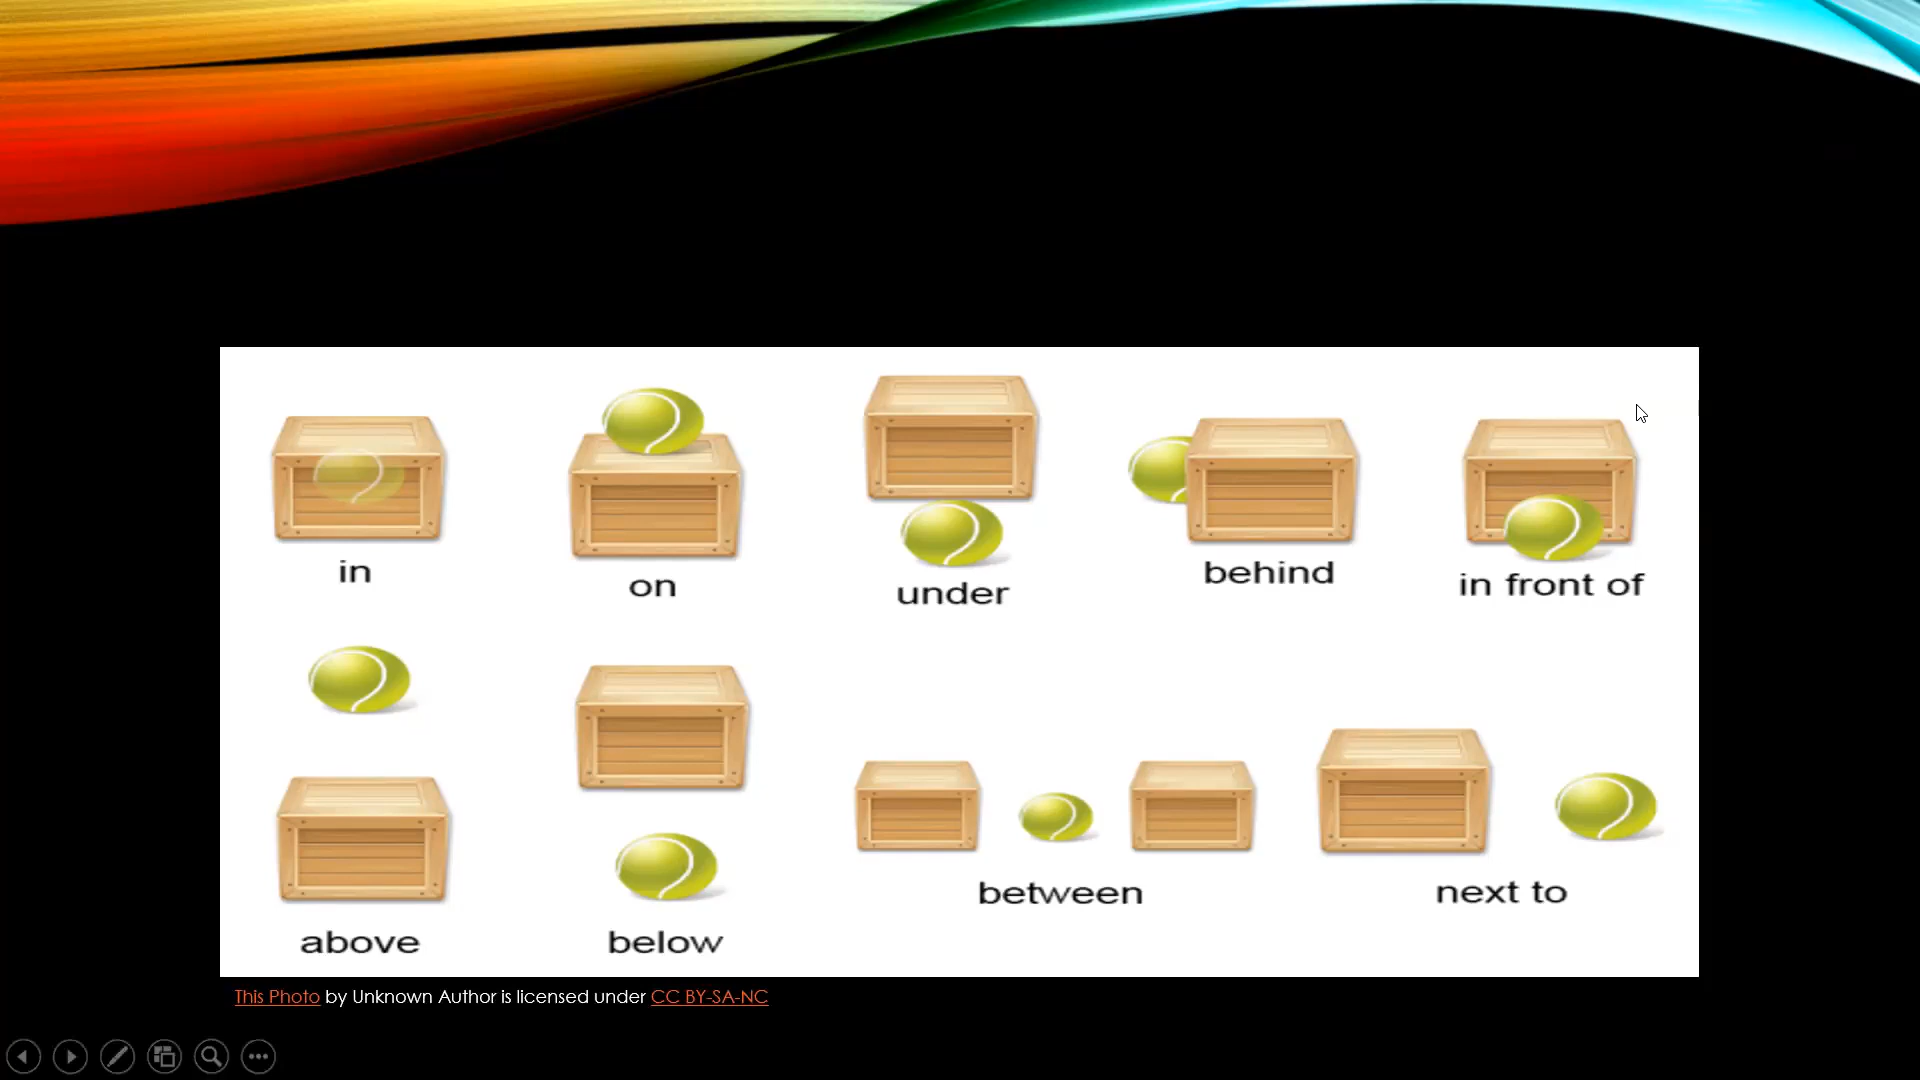 in
on
under
behind
in front of
above
below
between
next to
This Photo by Unknown Author is licensed under CC BY-SA-NC